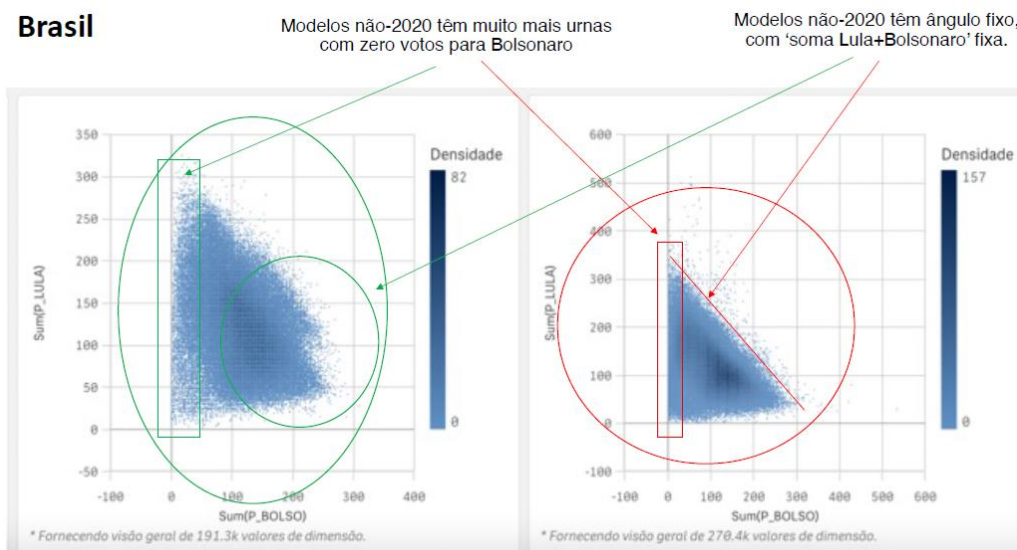 Brasil
Modelos não-2020 têm muito mais urnas
com zero votos para Bolsonaro
Modelos não-2020 têm ângulo fixo,
com ‘soma Lula+Bolsonaro’ fixa.
350
300
250
200
150
100
50
0
-50
Sum(P_LULA)
-100
0
100
200
300
400
Sum(P_BOLSO)
Densidade
82
0
* Fornecendo visão geral de 191.3k valores de dimensão.
600
500
400
300
200
100
0
-100
Sum(P_LULA)
-100
0
100
200
300
400
500
600
Sum(P_BOLSO)
Densidade
157
0
* Fornecendo visão geral de 270.4k valores de dimensão.